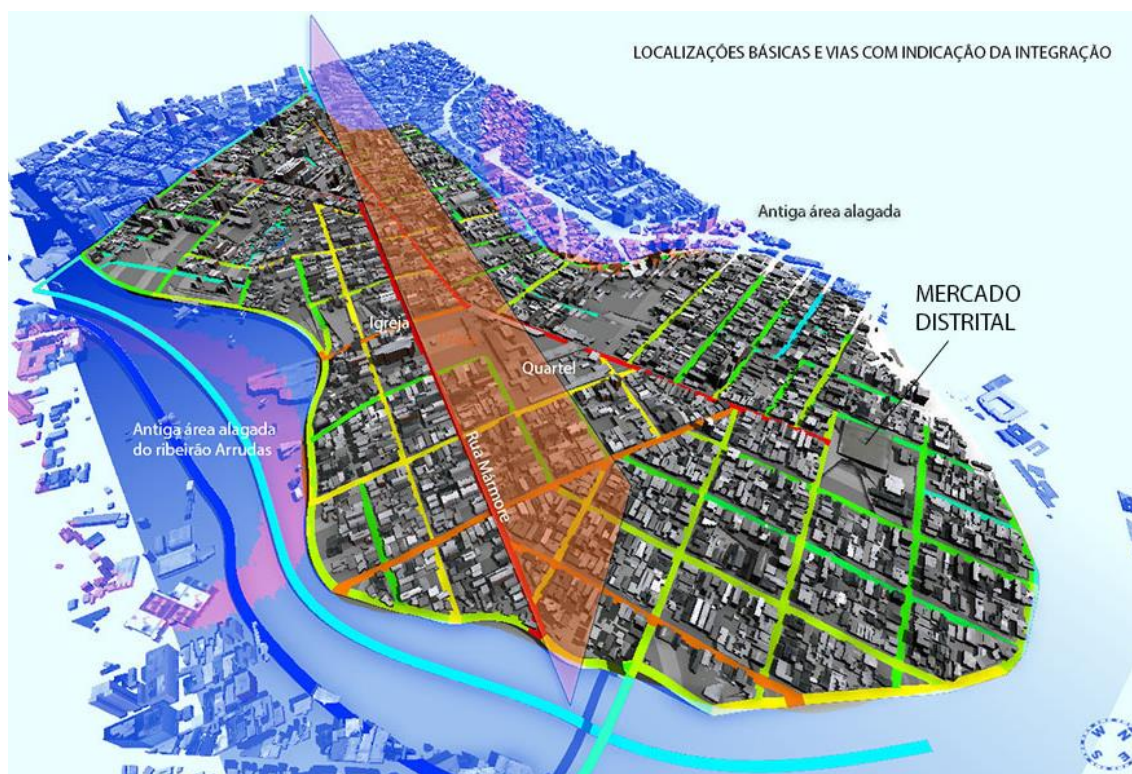 LOCALIZAÇÕES BÁSICAS E VIAS COM INDICAÇÃO DA INTEGRAÇÃO
Antiga área alagada
MERCADO
DISTRITAL
Igreja
Quartel
Antiga área alagada
do ribeirão Arrudas
Rua Mármore
S
W
N
E